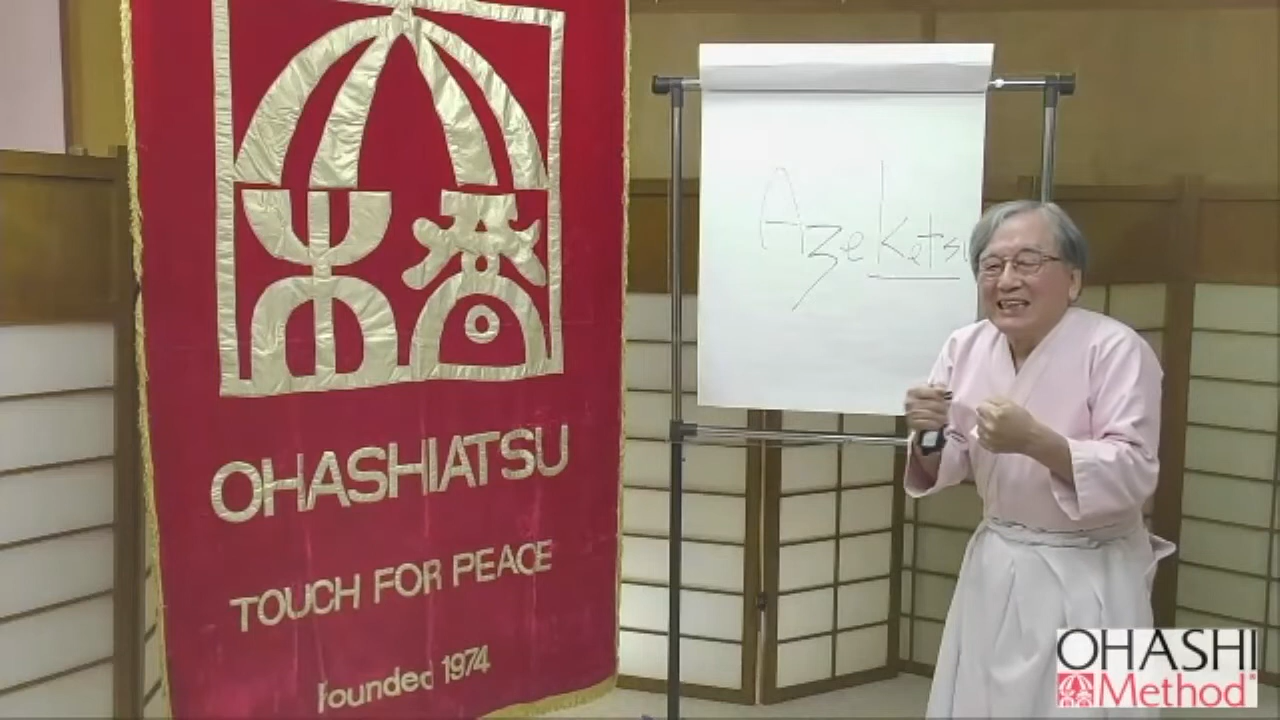 OHASHIATSU
TOUCH FOR PEACE
founded 1974
AzeKetsu
OHASHI
Method®